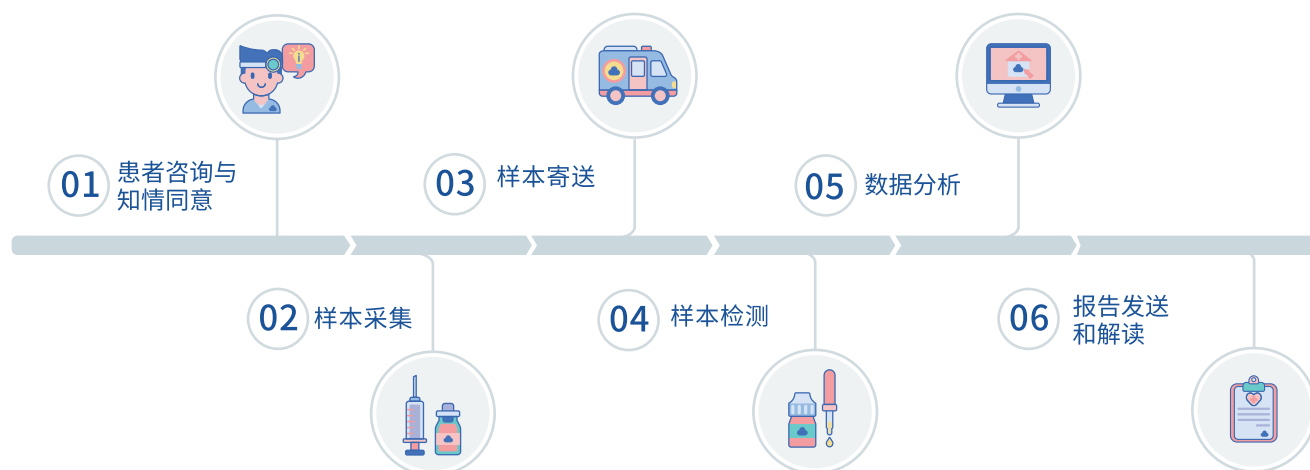 01
患者咨询与
知情同意
02
样本采集
03
样本寄送
04
样本检测
05
数据分析
06
报告发送
和解读